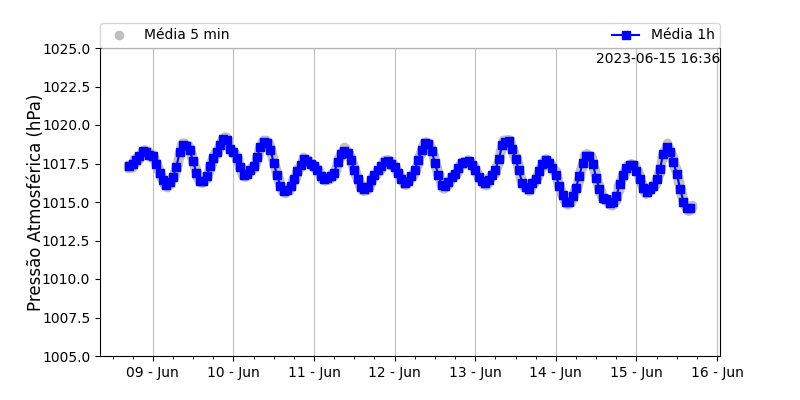 Média 5 min
Média 1h
2023-06-15 16:36
Pressão Atmosférica (hPa)
1025.0
1022.5
1020.0
1017.5
1015.0
1012.5
1010.0
1007.5
1005.0
09 - Jun
10 - Jun
11 - Jun
12 - Jun
13 - Jun
14 - Jun
15 - Jun
16 - Jun